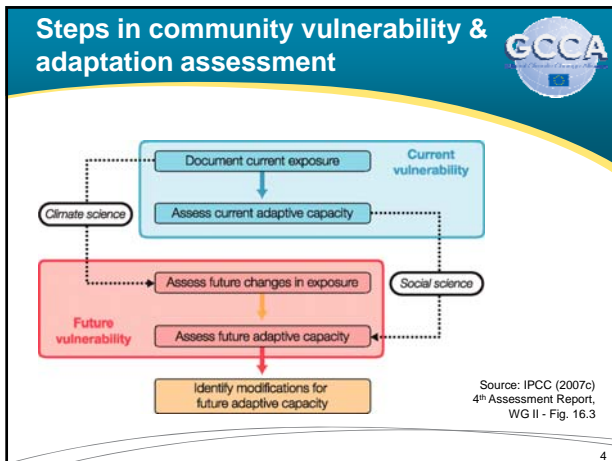 Steps in community vulnerability &
adaptation assessment
GCCA
Document current exposure
Current
vulnerability
Climate science
Assess current adaptive capacity
Assess future changes in exposure
Social science
Future
vulnerability
Assess future adaptive capacity
Identify modifications for
future adaptive capacity
Source: IPCC (2007c)
4th Assessment Report,
WG II - Fig. 16.3
4